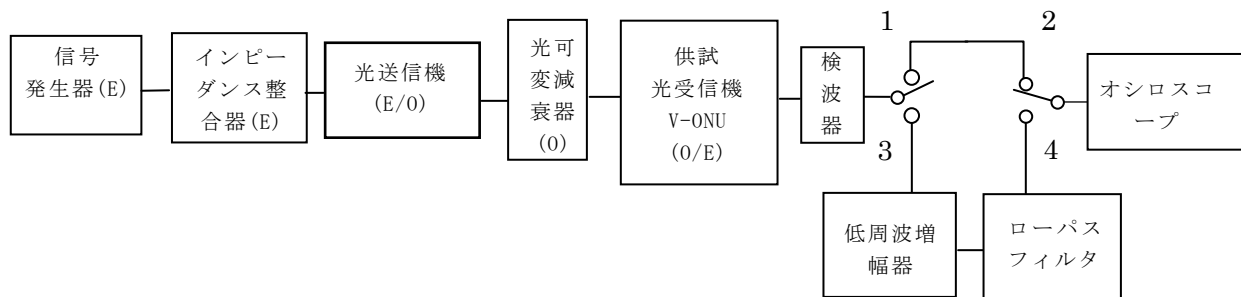 信号
発生器(E)
インピー
ダンス整
合器(E)
光送信機
(E/O)
光可
変減
衰器
(O)
供試
光受信機
V-ONU
(O/E)
検
波
器
1
2
3
4
オシロスコ
ープ
低周波増
幅器
ローパス
フィルタ